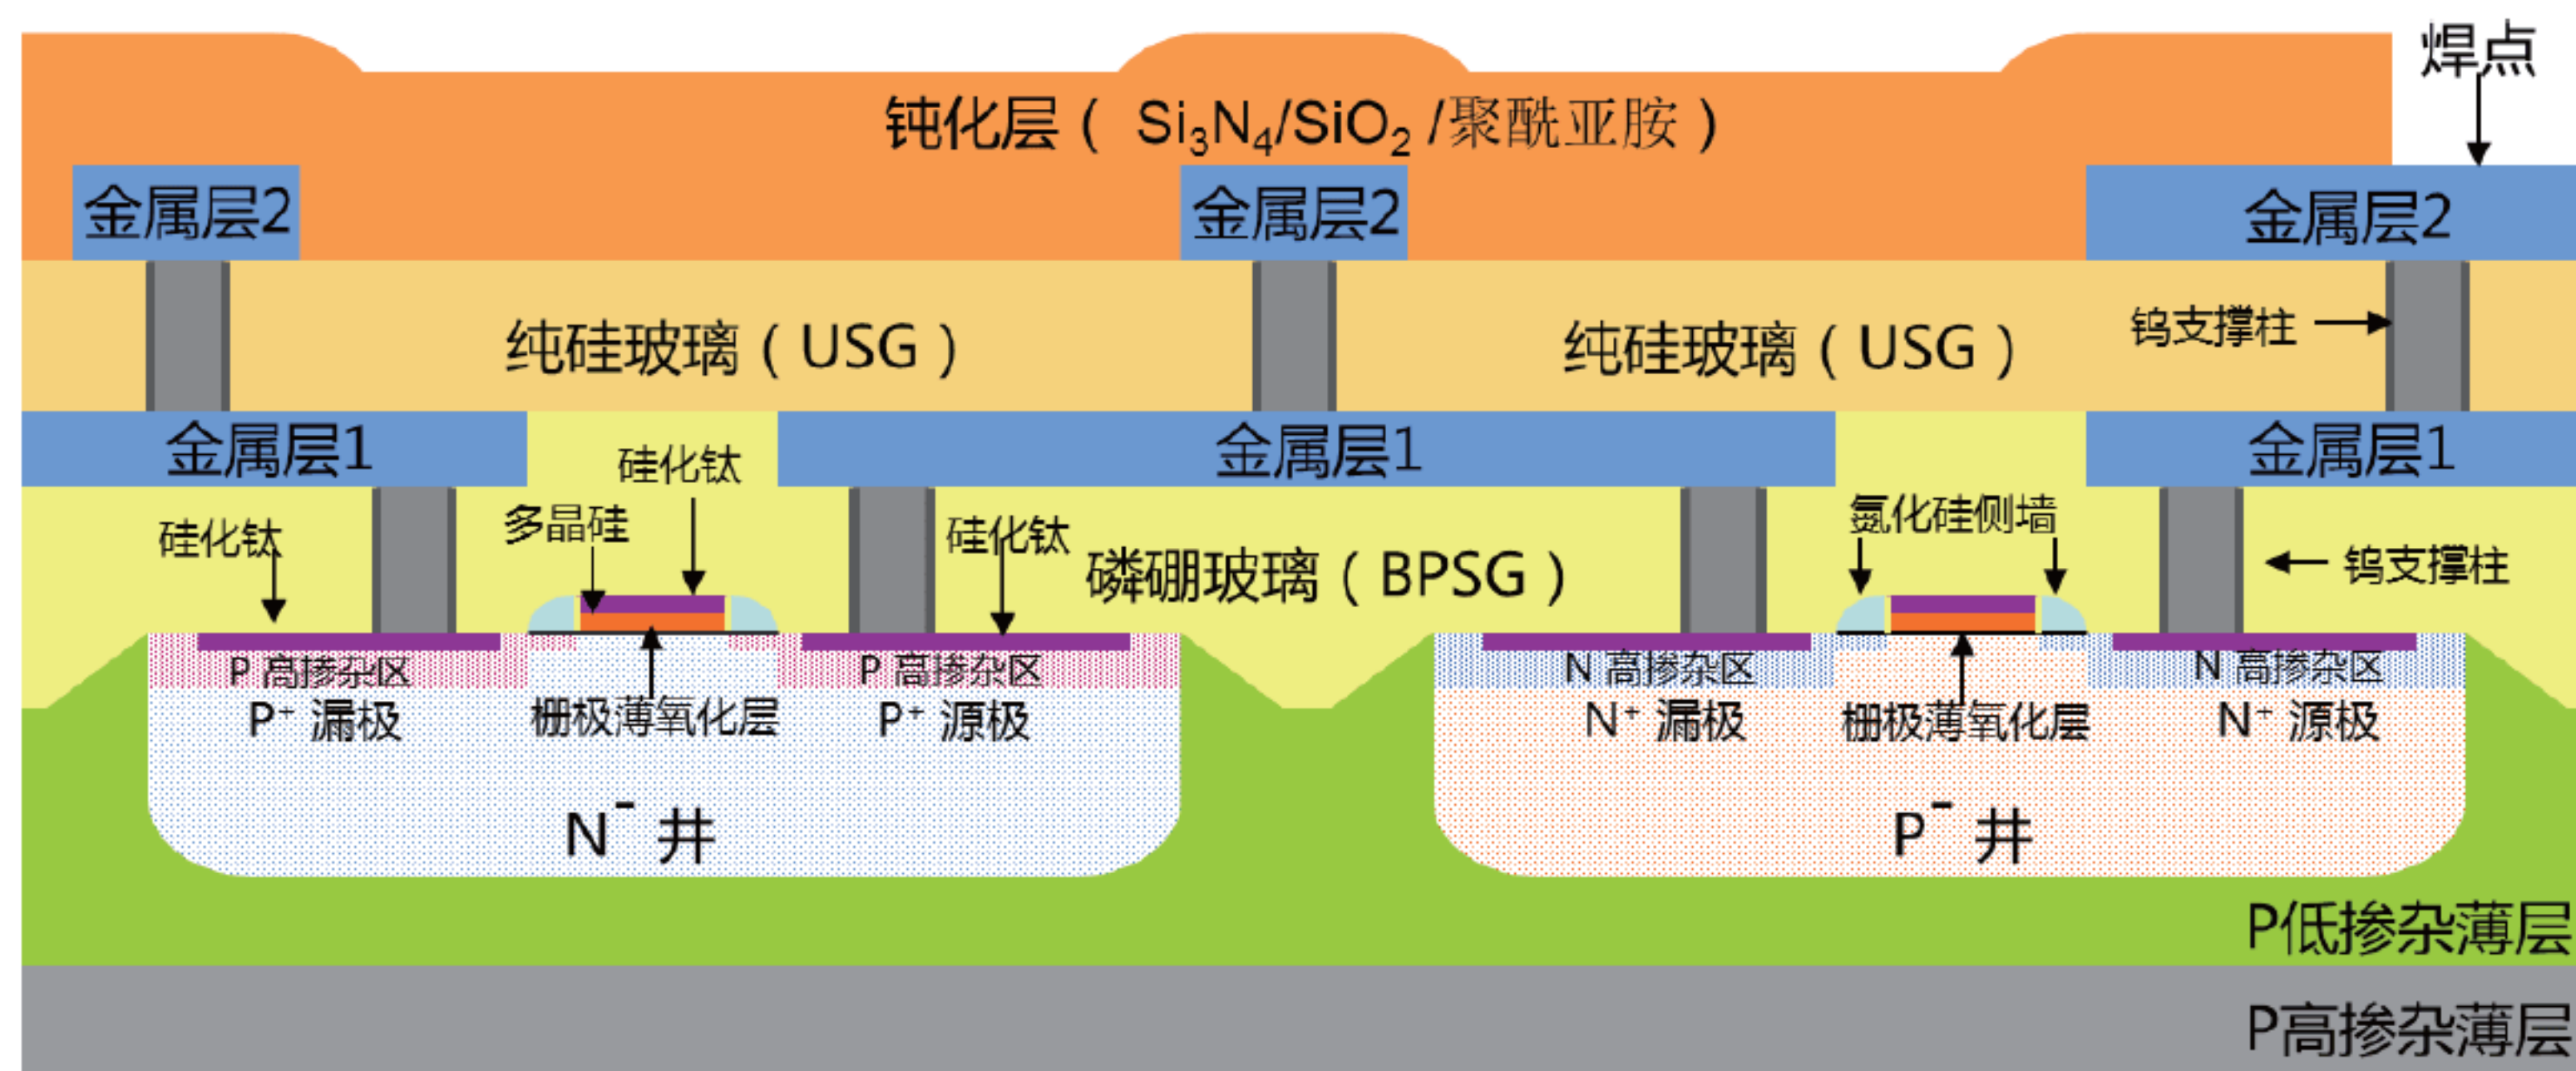 焊点
钝化层（ Si₃N₄/SiO₂ /聚酰亚胺）
金属层2
金属层2
金属层2
纯硅玻璃（USG）
纯硅玻璃（USG）
钨支撑柱
金属层1
金属层1
金属层1
硅化钛
多晶硅
硅化钛
硅化钛
氮化硅侧墙
磷硼玻璃（BPSG）
钨支撑柱
P 高掺杂区
P 高掺杂区
N 高掺杂区
N 高掺杂区
P⁺ 漏极
栅极薄氧化层
P⁺ 源极
N⁺ 漏极
栅极薄氧化层
N⁺ 源极
N⁻ 井
P⁻ 井
P低掺杂薄层
P高掺杂薄层